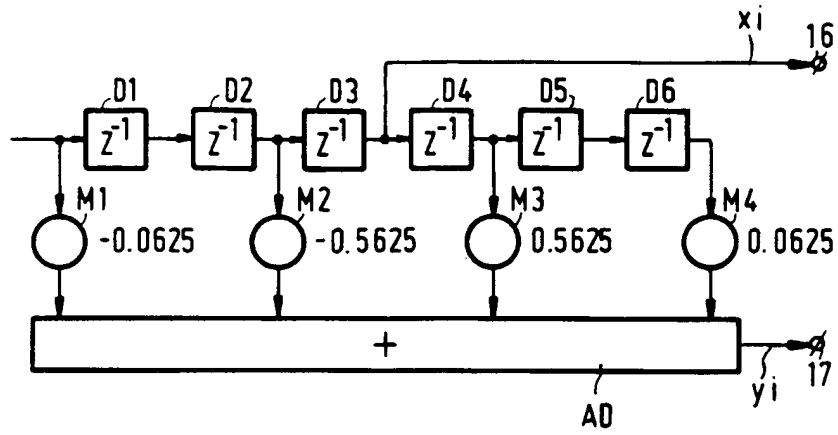 xi
16
D1 D2 D3 D4 D5 D6
z⁻¹ z⁻¹ z⁻¹ z⁻¹ z⁻¹ z⁻¹
M1 M2 M3 M4
-0.0625 -0.5625 0.5625 0.0625
+
yi
17
AD